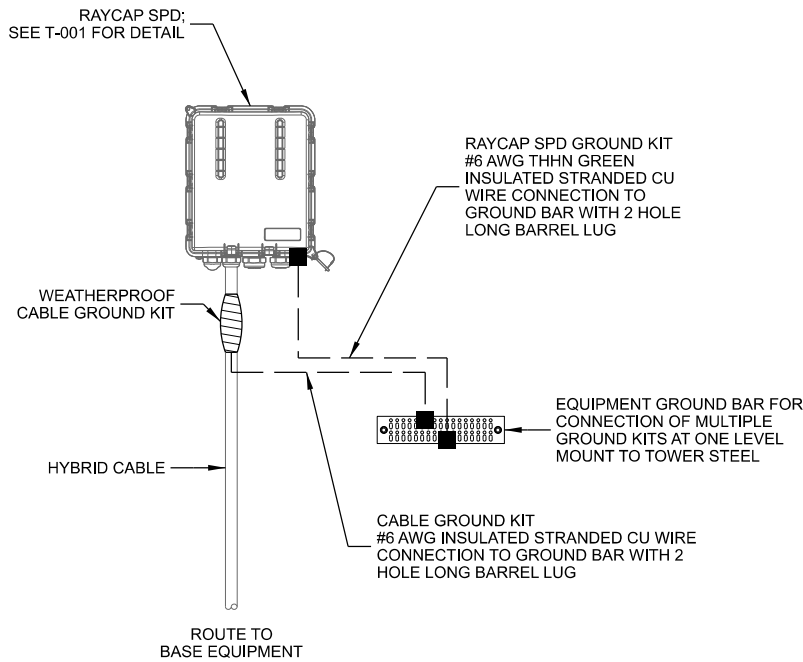 RAYCAP SPD;
SEE T-001 FOR DETAIL
RAYCAP SPD GROUND KIT
#6 AWG THHN GREEN
INSULATED STRANDED CU
WIRE CONNECTION TO
GROUND BAR WITH 2 HOLE
LONG BARREL LUG
WEATHERPROOF
CABLE GROUND KIT
EQUIPMENT GROUND BAR FOR
CONNECTION OF MULTIPLE
GROUND KITS AT ONE LEVEL
MOUNT TO TOWER STEEL
HYBRID CABLE
CABLE GROUND KIT
#6 AWG INSULATED STRANDED CU WIRE
CONNECTION TO GROUND BAR WITH 2
HOLE LONG BARREL LUG
ROUTE TO
BASE EQUIPMENT